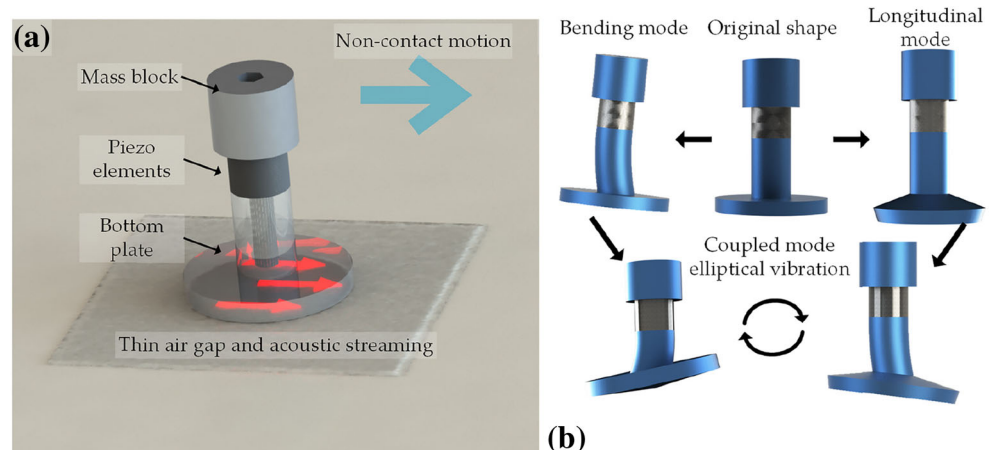 (a)
Non-contact motion
Mass block
Piezo
elements
Bottom
plate
Thin air gap and acoustic streaming
Bending mode
Original shape
Longitudinal
mode
Coupled mode
elliptical vibration
(b)